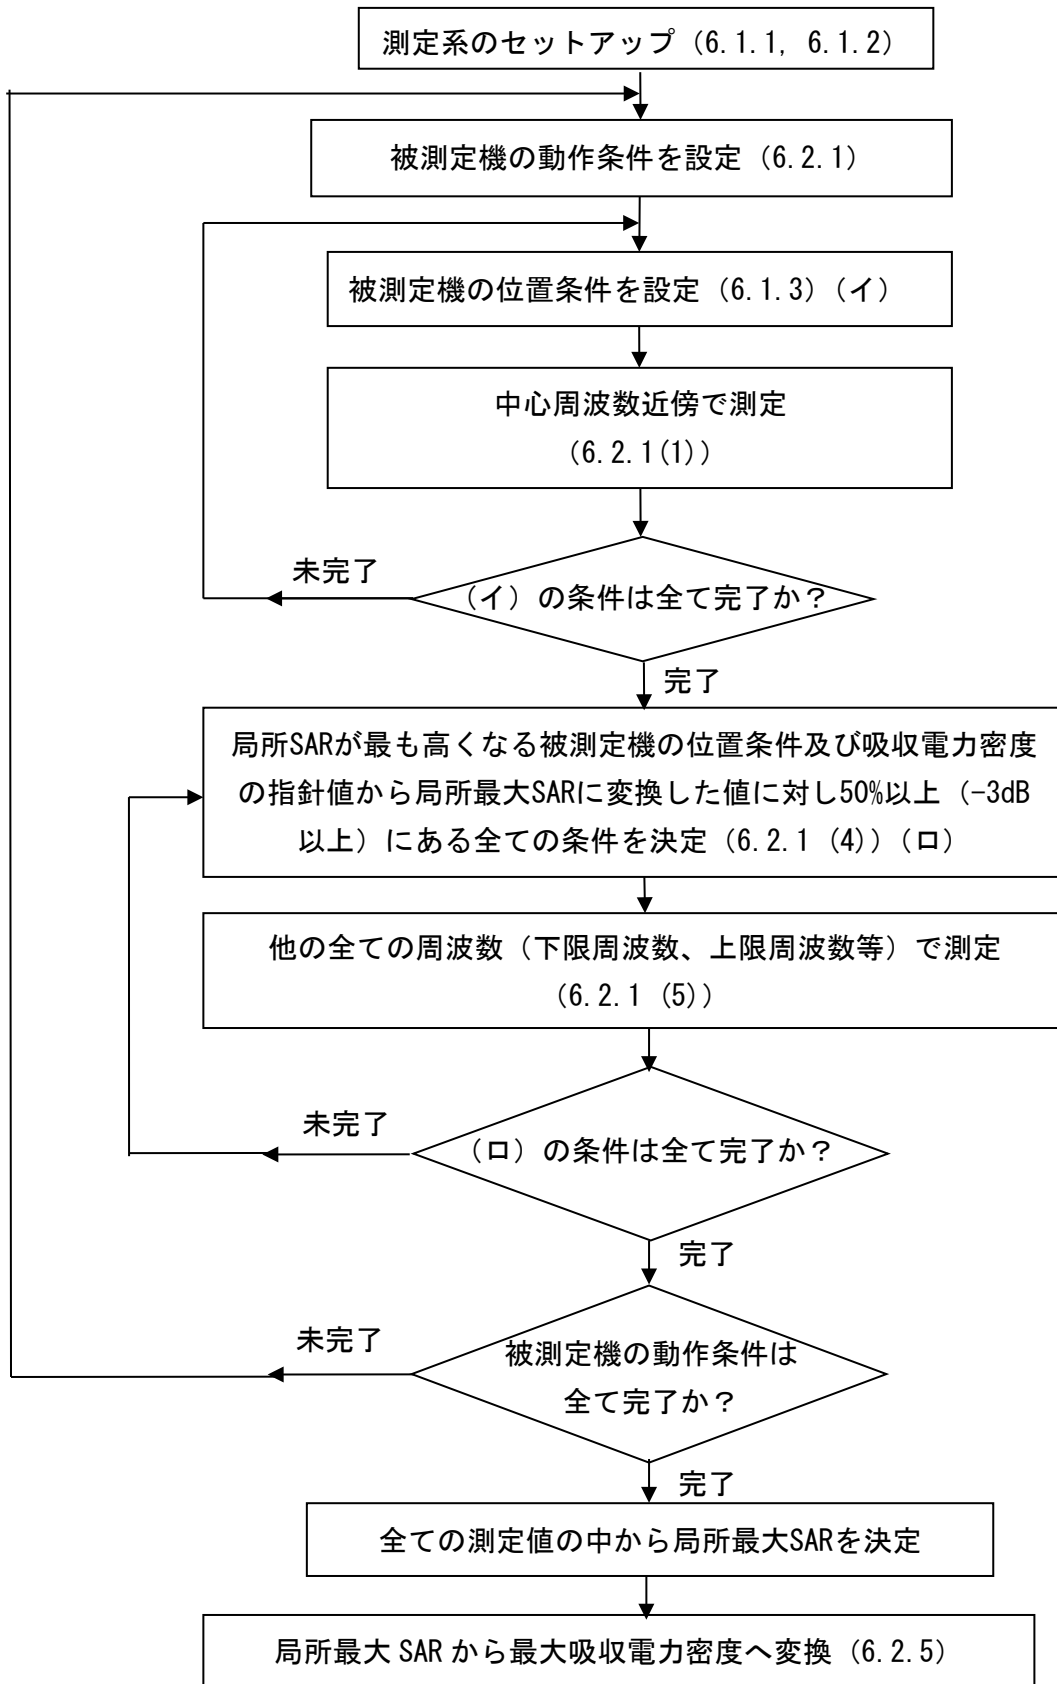 測定系のセットアップ（6.1.1, 6.1.2）
被測定機の動作条件を設定（6.2.1）
被測定機の位置条件を設定（6.1.3）（イ）
中心周波数近傍で測定
（6.2.1(1)）
未完了
（イ）の条件は全て完了か？
完了
局所SARが最も高くなる被測定機の位置条件及び吸収電力密度
の指針値から局所最大SARに変換した値に対し50%以上（-3dB
以上）にある全ての条件を決定（6.2.1 (4)）（ロ）
他の全ての周波数（下限周波数、上限周波数等）で測定
（6.2.1 (5)）
未完了
（ロ）の条件は全て完了か？
完了
未完了
被測定機の動作条件は
全て完了か？
完了
全ての測定値の中から局所最大SARを決定
局所最大 SAR から最大吸収電力密度へ変換（6.2.5）